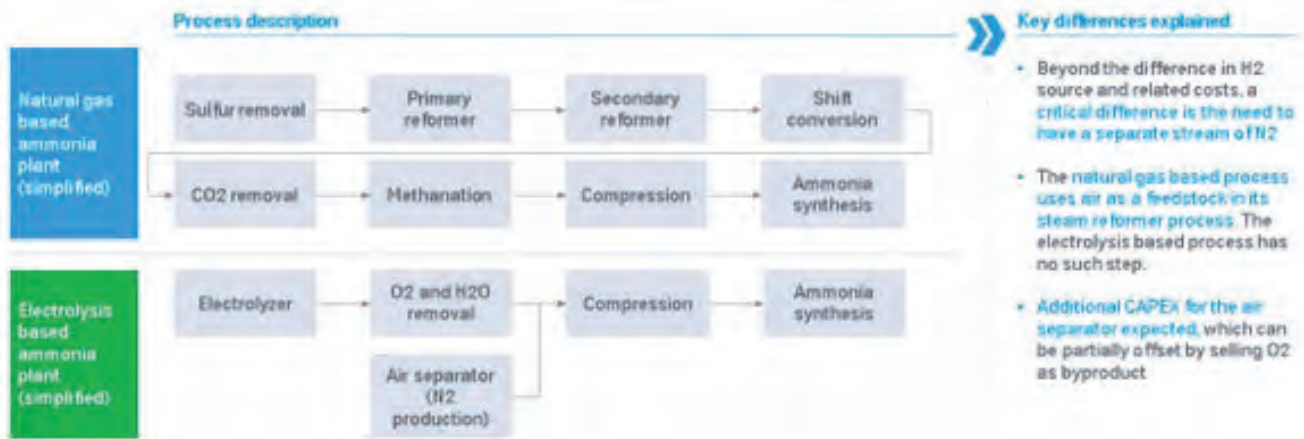 Process description
Key differences explained
Natural gas
based
ammonia
plant
(simplified)
Sulfur removal
Primary
reformer
Secondary
reformer
Shift
conversion
CO2 removal
Methanation
Compression
Ammonia
synthesis
Electrolysis
based
ammonia
plant
(simplified)
Electrolyzer
O2 and H2O
removal
Compression
Ammonia
synthesis
Air separator
(N2
production)
• Beyond the difference in H2
source and related costs, a
critical difference is the need to
have a separate stream of N2
• The natural gas based process
uses air as a feedstock in its
steam reformer process. The
electrolysis based process has
no such step.
• Additional CAPEX for the air
separator expected, which can
be partially offset by selling O2
as byproduct